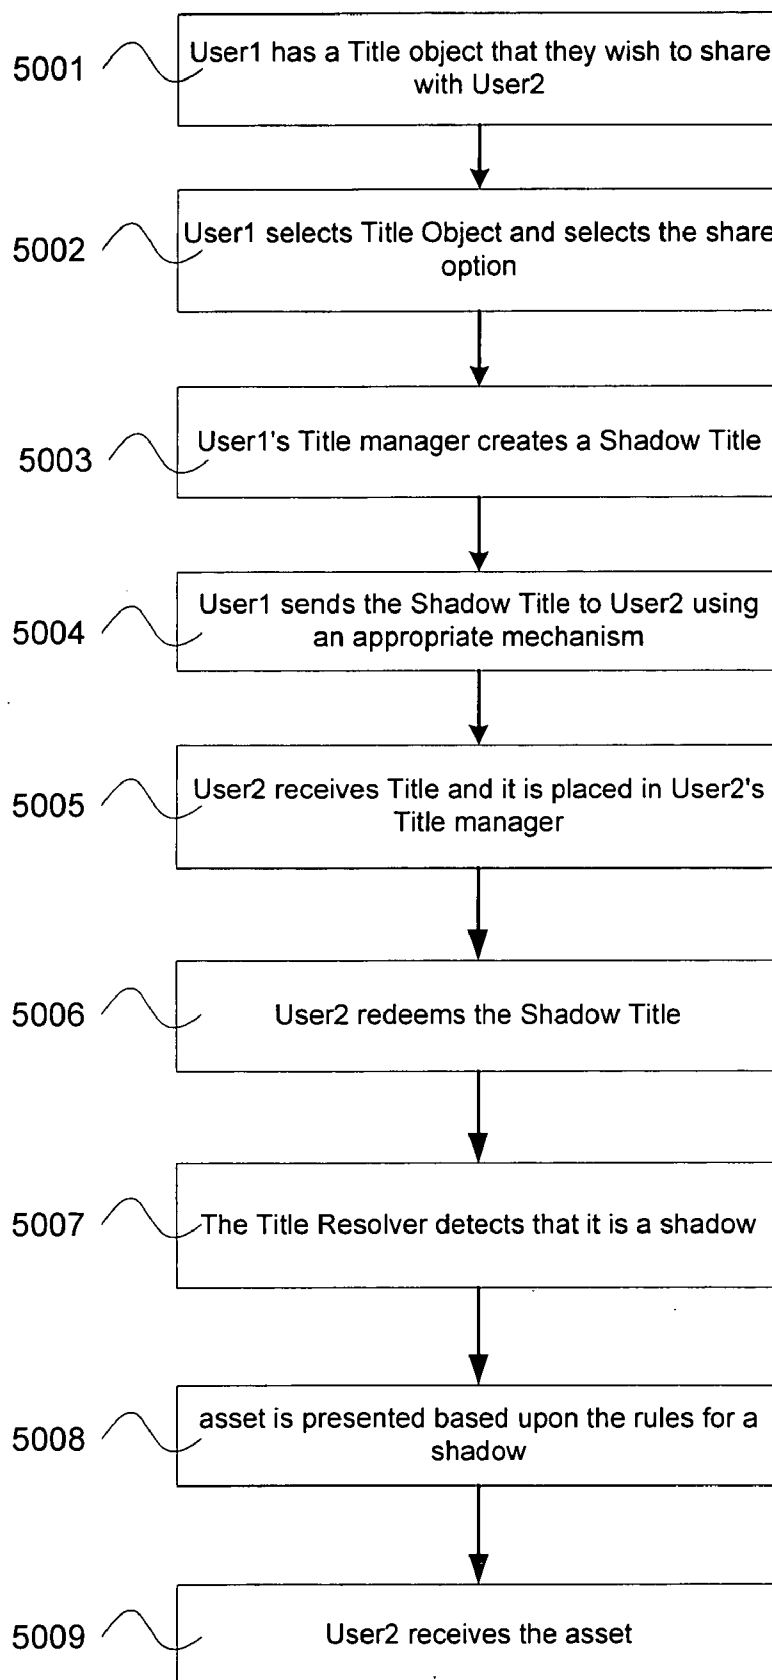 5001
User1 has a Title object that they wish to share
with User2
5002
User1 selects Title Object and selects the share
option
5003
User1's Title manager creates a Shadow Title
5004
User1 sends the Shadow Title to User2 using
an appropriate mechanism
5005
User2 receives Title and it is placed in User2's
Title manager
5006
User2 redeems the Shadow Title
5007
The Title Resolver detects that it is a shadow
5008
asset is presented based upon the rules for a
shadow
5009
User2 receives the asset